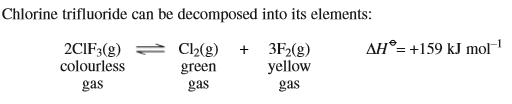 Chlorine trifluoride can be decomposed into its elements:
2ClF₃(g) ⇌ Cl₂(g) + 3F₂(g) ΔH⦵= +159 kJ mol⁻¹
colourless green yellow
gas gas gas